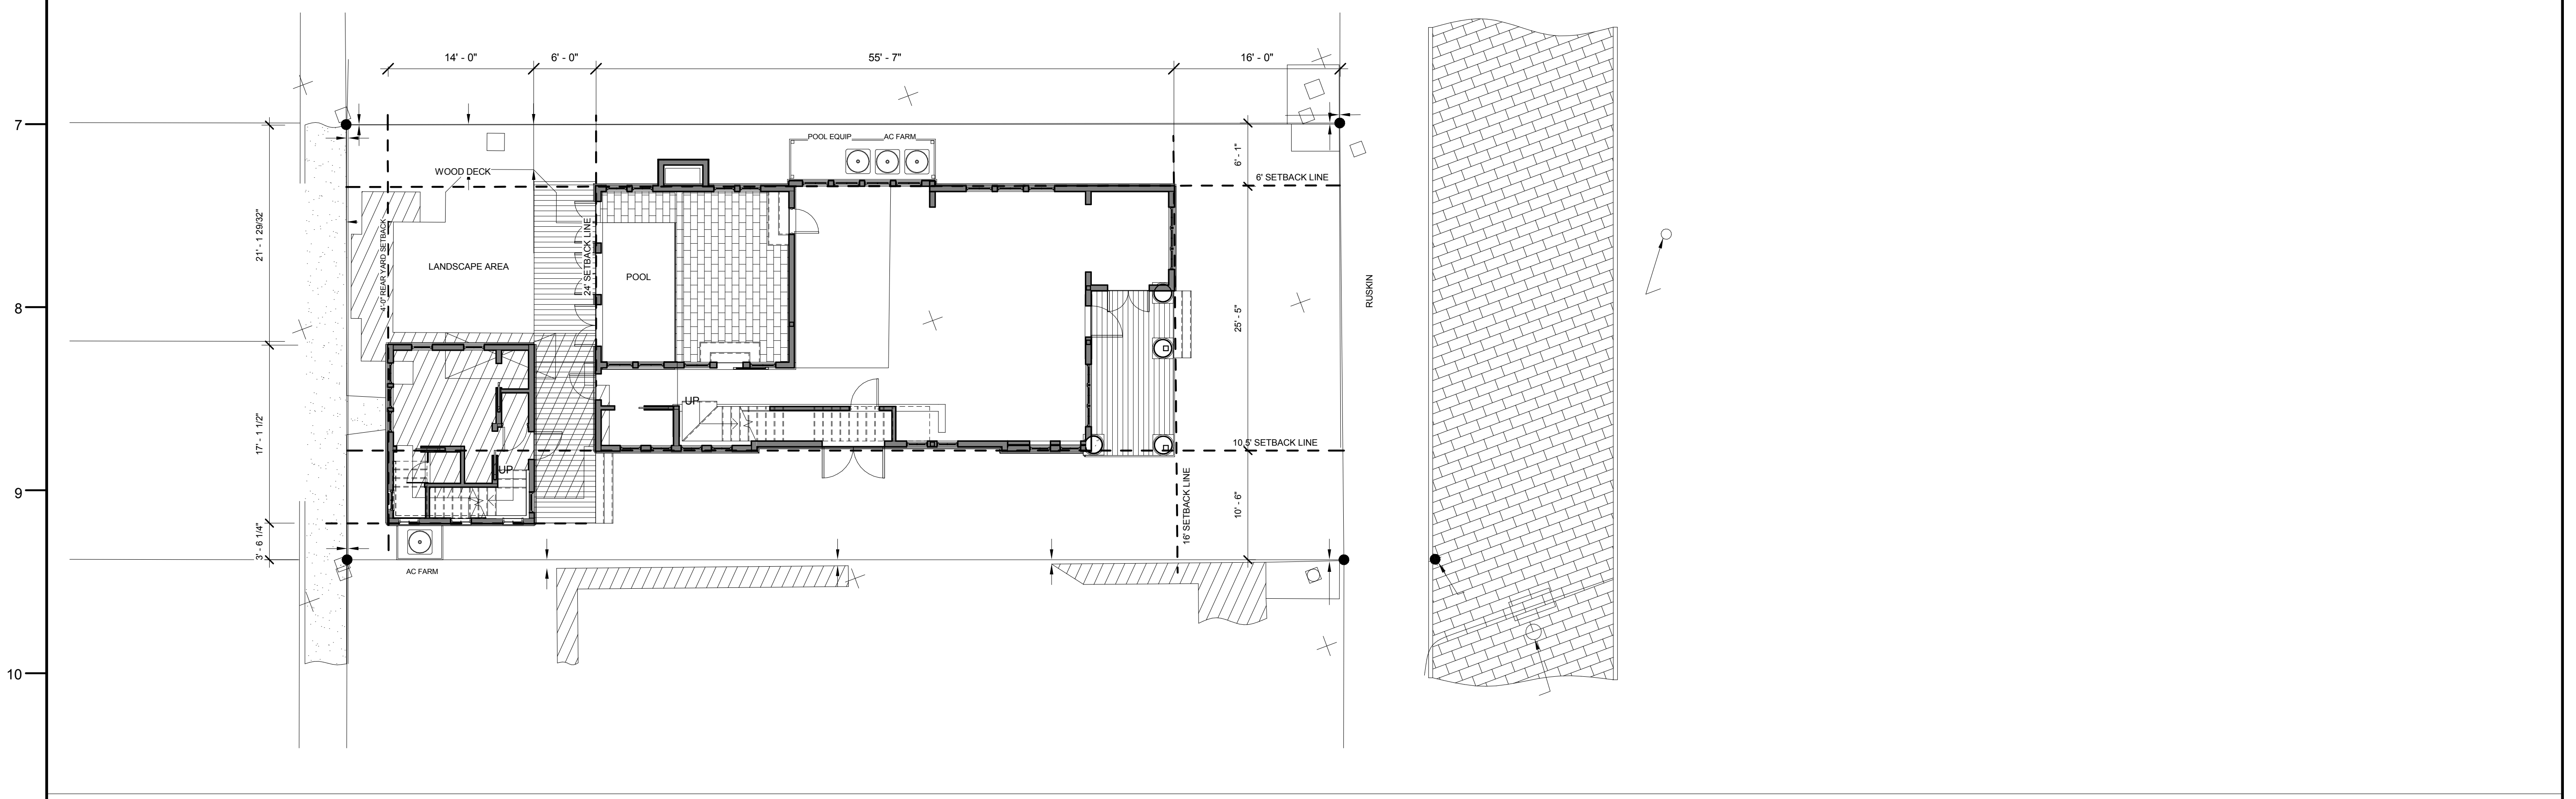 14' - 0"
6' - 0"
55' - 7"
16' - 0"
7
POOL EQUIP
AC FARM
6' - 1"
WOOD DECK
6' SETBACK LINE
21' - 1 29/32"
4'-0" REAR YARD SETBACK
24' SETBACK LINE
LANDSCAPE AREA
POOL
RUSKIN
8
25' - 5"
UP
17' - 1 1/2"
10.5' SETBACK LINE
UP
9
16' SETBACK LINE
10' - 6"
3' - 6 1/4"
AC FARM
10